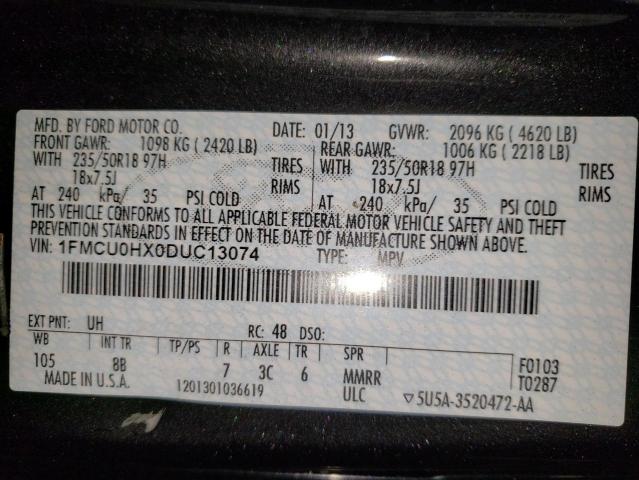 MFD. BY FORD MOTOR CO. DATE: 01/13 GVWR: 2096 KG ( 4620 LB)
FRONT GAWR: 1098 KG ( 2420 LB) REAR GAWR: 1006 KG ( 2218 LB)
WITH 235/50R18 97H TIRES WITH 235/50R18 97H TIRES
18x7.5J RIMS 18x7.5J RIMS
AT 240 kPa/ 35 PSI COLD AT 240 kPa/ 35 PSI COLD
THIS VEHICLE CONFORMS TO ALL APPLICABLE FEDERAL MOTOR VEHICLE SAFETY AND THEFT
PREVENTION STANDARDS IN EFFECT ON THE DATE OF MANUFACTURE SHOWN ABOVE.
VIN: 1FMCU0HX0DUC13074 TYPE: MPV
EXT PNT: UH RC: 48 DSO:
WB INT TR TP/PS R AXLE TR SPR F0103
105 8B 7 3C 6 MMRR T0287
MADE IN U.S.A. 1201301036619 ULC ▽5U5A-3520472-AA